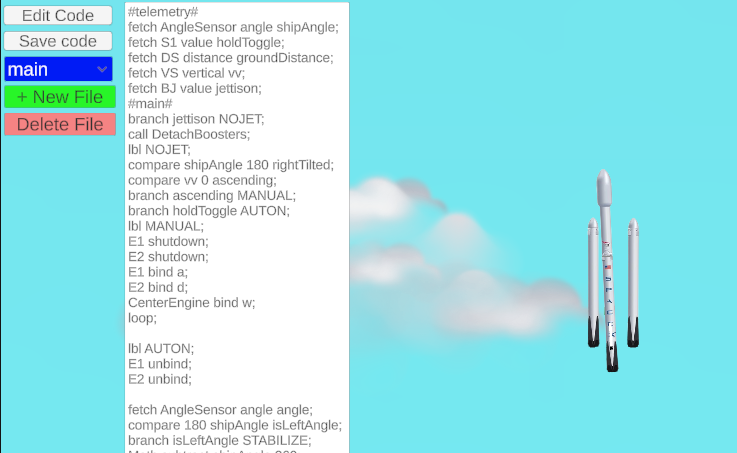 Edit Code
Save code
main
+ New File
Delete File
#telemetry#
fetch AngleSensor angle shipAngle;
fetch S1 value holdToggle;
fetch DS distance groundDistance;
fetch VS vertical vv;
fetch BJ value jettison;
#main#
branch jettison NOJET;
call DetachBoosters;
lbl NOJET;
compare shipAngle 180 rightTilted;
compare vv 0 ascending;
branch ascending MANUAL;
branch holdToggle AUTON;
lbl MANUAL;
E1 shutdown;
E2 shutdown;
E1 bind a;
E2 bind d;
CenterEngine bind w;
loop;
lbl AUTON;
E1 unbind;
E2 unbind;
fetch AngleSensor angle angle;
compare 180 shipAngle isLeftAngle;
branch isLeftAngle STABILIZE;